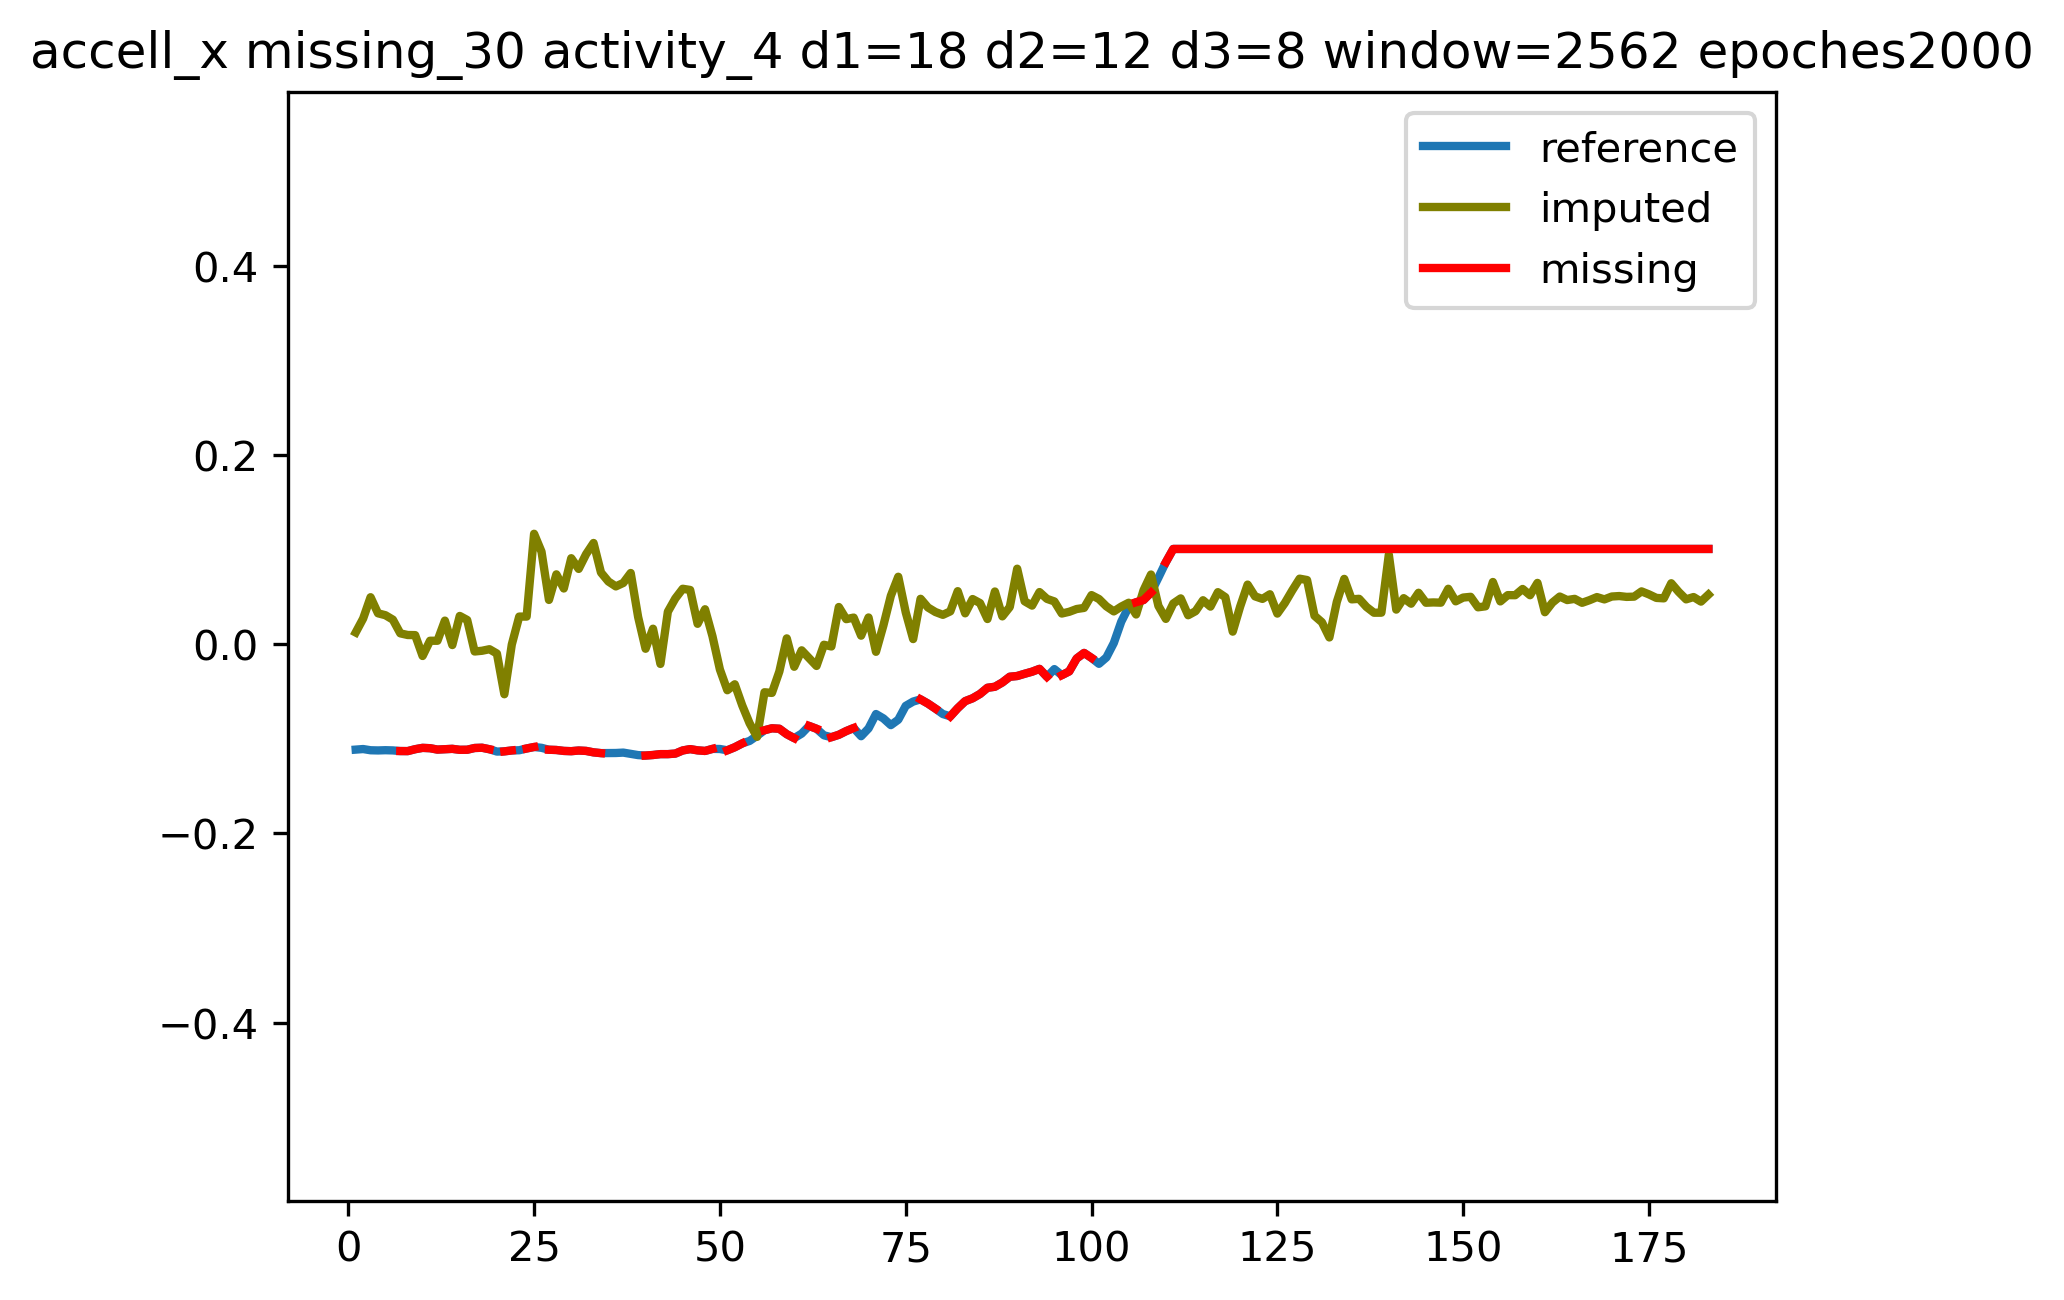 accell_x missing_30 activity_4 d1=18 d2=12 d3=8 window=2562 epoches2000
reference
imputed
missing
0.4
0.2
0.0
−0.2
−0.4
0 25 50 75 100 125 150 175